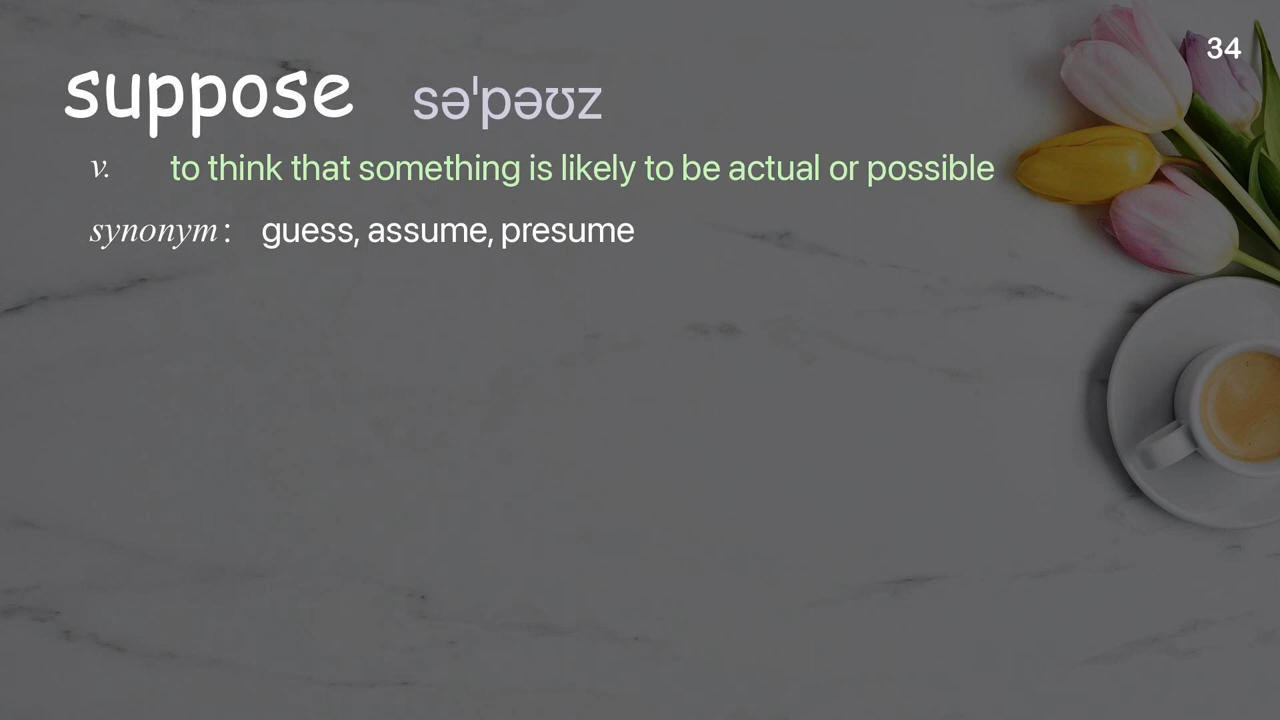 34
suppose səˈpəʊz
v. to think that something is likely to be actual or possible
synonym : guess, assume, presume